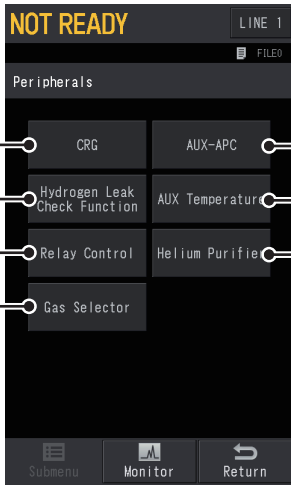 NOT READY
LINE 1
FILE0
Peripherals
CRG
AUX-APC
Hydrogen Leak
Check Function
AUX Temperature
Relay Control
Helium Purifier
Gas Selector
Submenu
Monitor
Return